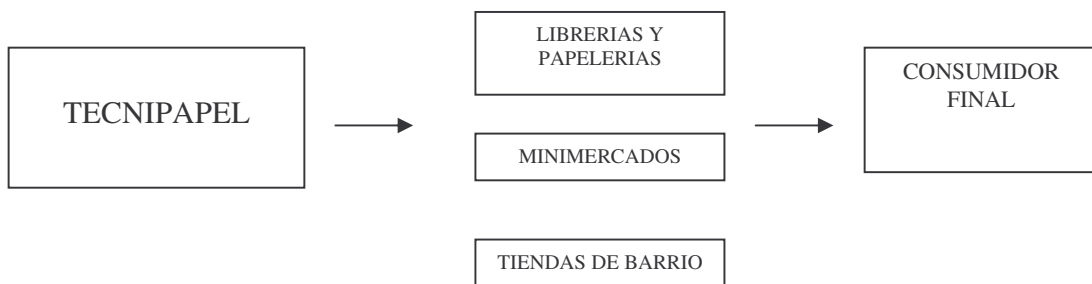 TECNIPAPEL
LIBRERIAS Y
PAPELERIAS
MINIMERCADOS
TIENDAS DE BARRIO
CONSUMIDOR
FINAL